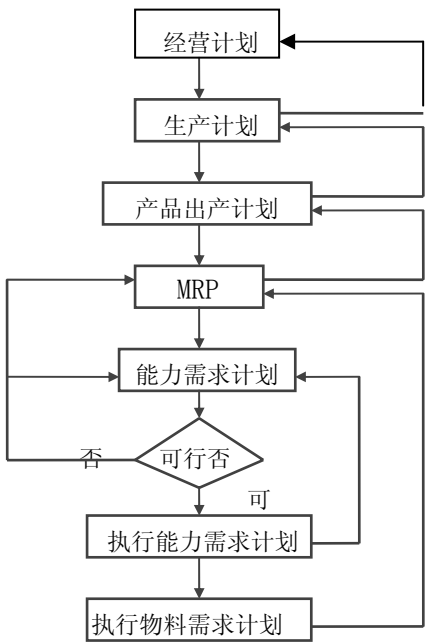 经营计划
生产计划
产品出产计划
MRP
能力需求计划
否
可行否
可
执行能力需求计划
执行物料需求计划